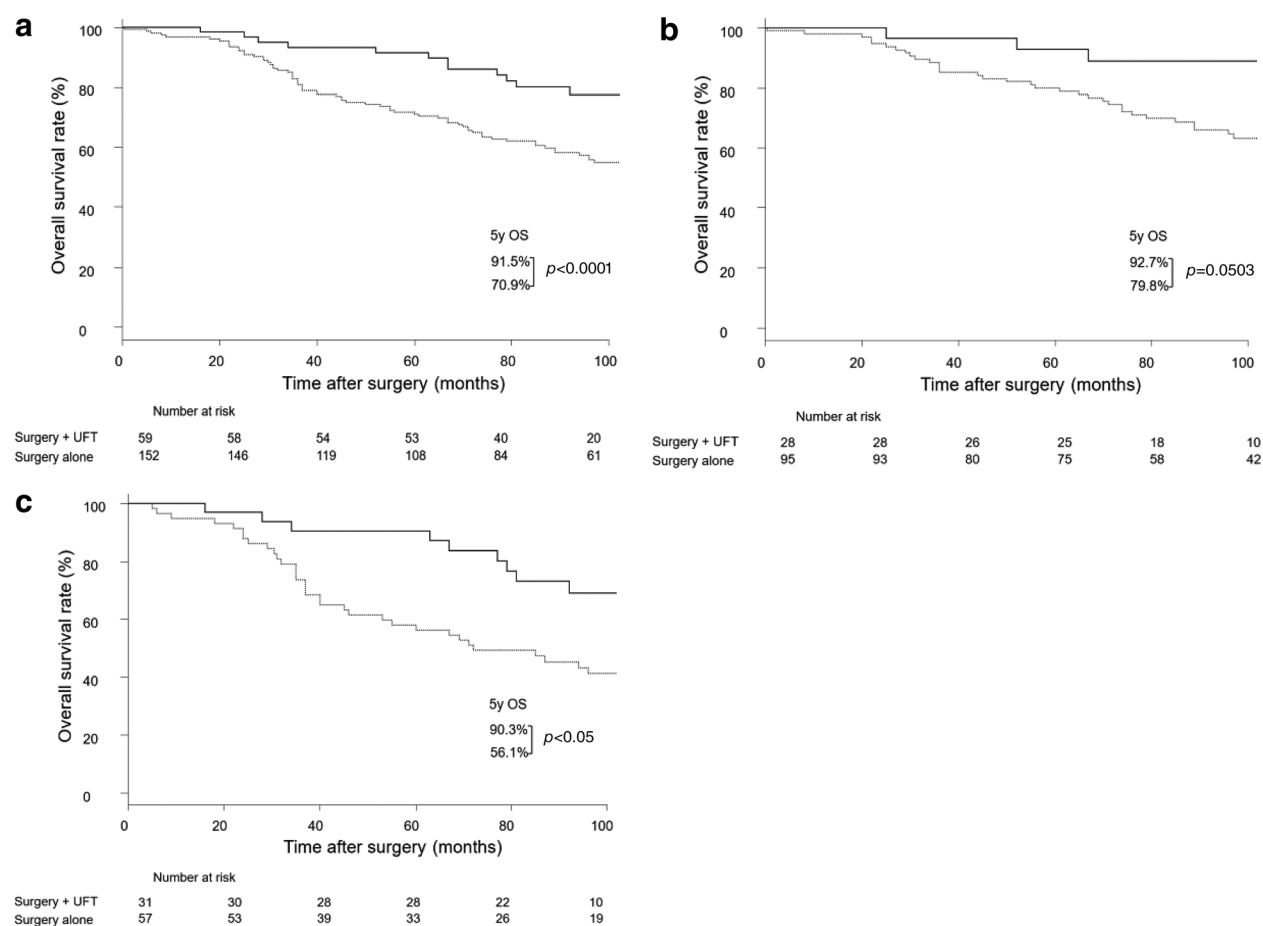 a
Overall survival rate (%)
100
80
60
40
20
0
5y OS
91.5%
70.9%
p<0.0001
0 20 40 60 80 100
Time after surgery (months)
Number at risk
Surgery + UFT 59 58 54 53 40 20
Surgery alone 152 146 119 108 84 61
b
Overall survival rate (%)
100
80
60
40
20
0
5y OS
92.7%
79.8%
p=0.0503
0 20 40 60 80 100
Time after surgery (months)
Number at risk
Surgery + UFT 28 28 26 25 18 10
Surgery alone 95 93 80 75 58 42
c
Overall survival rate (%)
100
80
60
40
20
0
5y OS
90.3%
56.1%
p<0.05
0 20 40 60 80 100
Time after surgery (months)
Number at risk
Surgery + UFT 31 30 28 28 22 10
Surgery alone 57 53 39 33 26 19